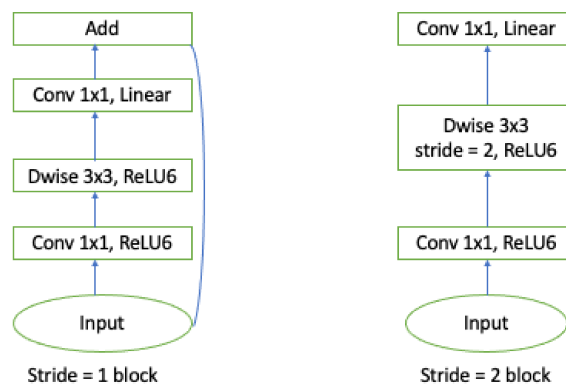 Add
Conv 1x1, Linear
Dwise 3x3, ReLU6
Conv 1x1, ReLU6
Input
Stride = 1 block
Conv 1x1, Linear
Dwise 3x3
stride = 2, ReLU6
Conv 1x1, ReLU6
Input
Stride = 2 block